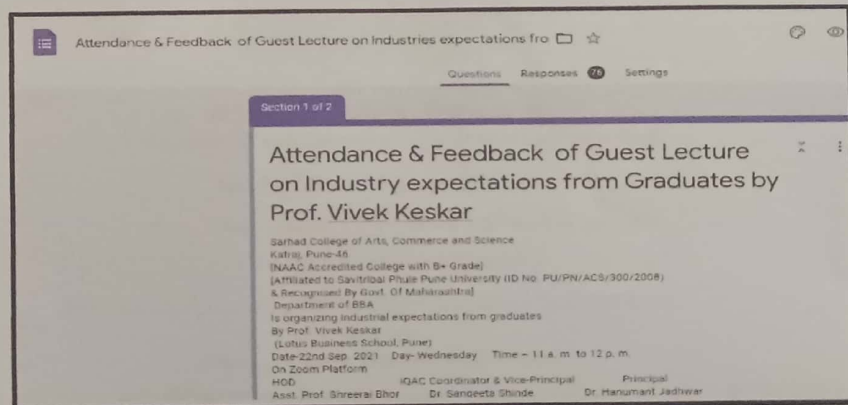 Attendance & Feedback of Guest Lecture on Industries expectations fro
Questions Responses 76 Settings
Section 1 of 2
Attendance & Feedback of Guest Lecture
on Industry expectations from Graduates by
Prof. Vivek Keskar
Sarhad College of Arts, Commerce and Science
Katraj, Pune-46
[NAAC Accredited College with B+ Grade]
[Affiliated to Savitribai Phule Pune University (ID No. PU/PN/ACS/300/2008)
& Recognised By Govt. Of Maharashtra]
Department of BBA
Is organizing Industrial expectations from graduates
By Prof. Vivek Keskar
(Lotus Business School, Pune)
Date-22nd Sep. 2021 Day- Wednesday Time – 11 a. m. to 12 p. m.
On Zoom Platform
HOD IQAC Coordinator & Vice-Principal Principal
Asst. Prof. Shreeraj Bhor Dr. Sangeeta Shinde Dr. Hanumant Jadhwar